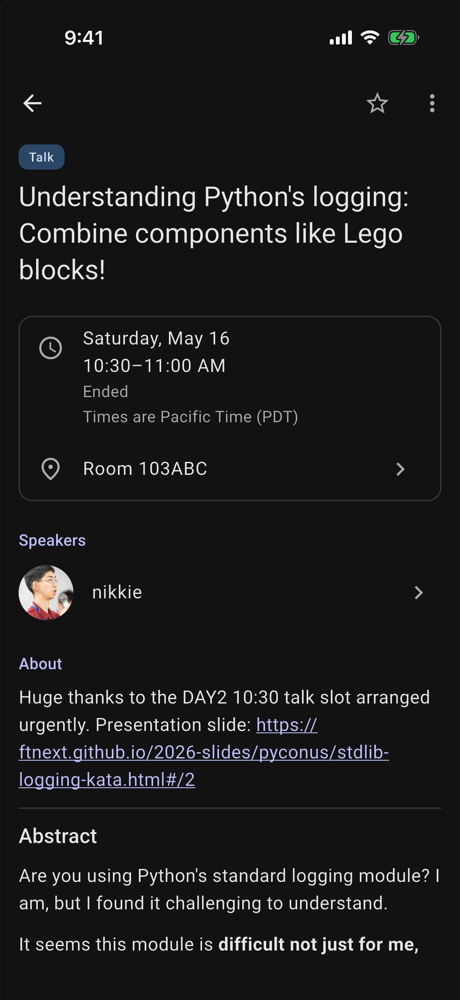 9:41
Talk
Understanding Python's logging:
Combine components like Lego
blocks!
Saturday, May 16
10:30–11:00 AM
Ended
Times are Pacific Time (PDT)
Room 103ABC
Speakers
nikkie
About
Huge thanks to the DAY2 10:30 talk slot arranged
urgently. Presentation slide: https://
ftnext.github.io/2026-slides/pyconus/stdlib-
logging-kata.html#/2
Abstract
Are you using Python's standard logging module? I
am, but I found it challenging to understand.
It seems this module is difficult not just for me,